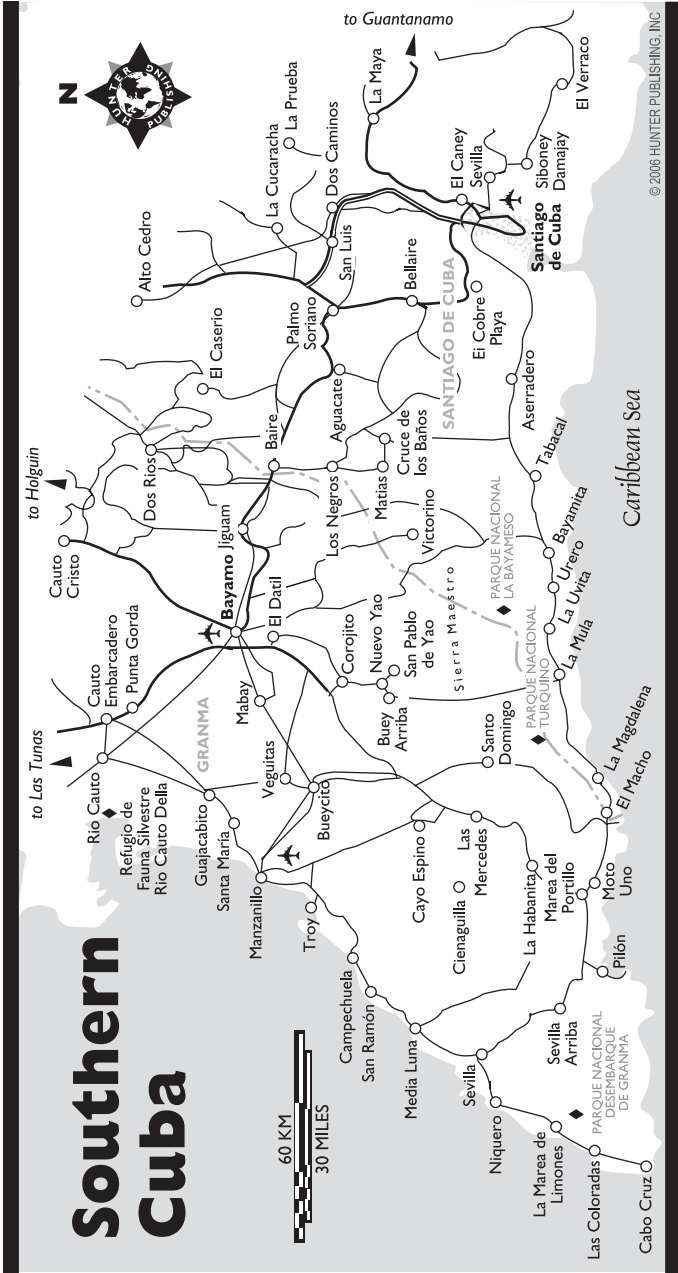 Southern
Cuba
60 KM
30 MILES
N
HUNTER
PUBLISHING
to Las Tunas
to Holguin
to Guantanamo
Rio Cauto
Refugio de
Fauna Silvestre
Rio Cauto Della
Cauto
Embarcadero
Punta Gorda
Cauto
Cristo
Dos Rios
El Caserio
Alto Cedro
La Cucaracha
La Prueba
Dos Caminos
La Maya
San Luis
Palmo
Soriano
Baire
Aguacate
Bellaire
El Caney
Sevilla
Siboney
Damajay
El Verraco
Santiago
de Cuba
Ei Cobre
Playa
SANTIAGO DE CUBA
Aserradero
Cruce de
los Baños
Matias
Los Negros
Jiguam
Bayamo
El Datil
GRANMA
Mabay
Veguitas
Bueycito
Guajacabito
Santa Maria
Manzanillo
Troy
Campechuela
San Ramón
Media Luna
Sevilla
Niquero
La Marea de
Limones
Las Coloradas
Cabo Cruz
PARQUE NACIONAL
DESEMBARQUE
DE GRANMA
Sevilla
Arriba
Pilón
Moto
Uno
Marea del
Portillo
La Habanita
Cienaguilla
Las
Mercedes
Cayo Espino
Santo
Domingo
Buey
Arriba
Corojito
Nuevo Yao
San Pablo
de Yao
Victorino
Sierra Maestro
PARQUE NACIONAL
LA BAYAMESO
PARQUE NACIONAL
TURQUINO
El Macho
La Magdalena
La Mula
La Uvita
Urero
Bayamita
Tabacal
Caribbean Sea
© 2006 HUNTER PUBLISHING, INC